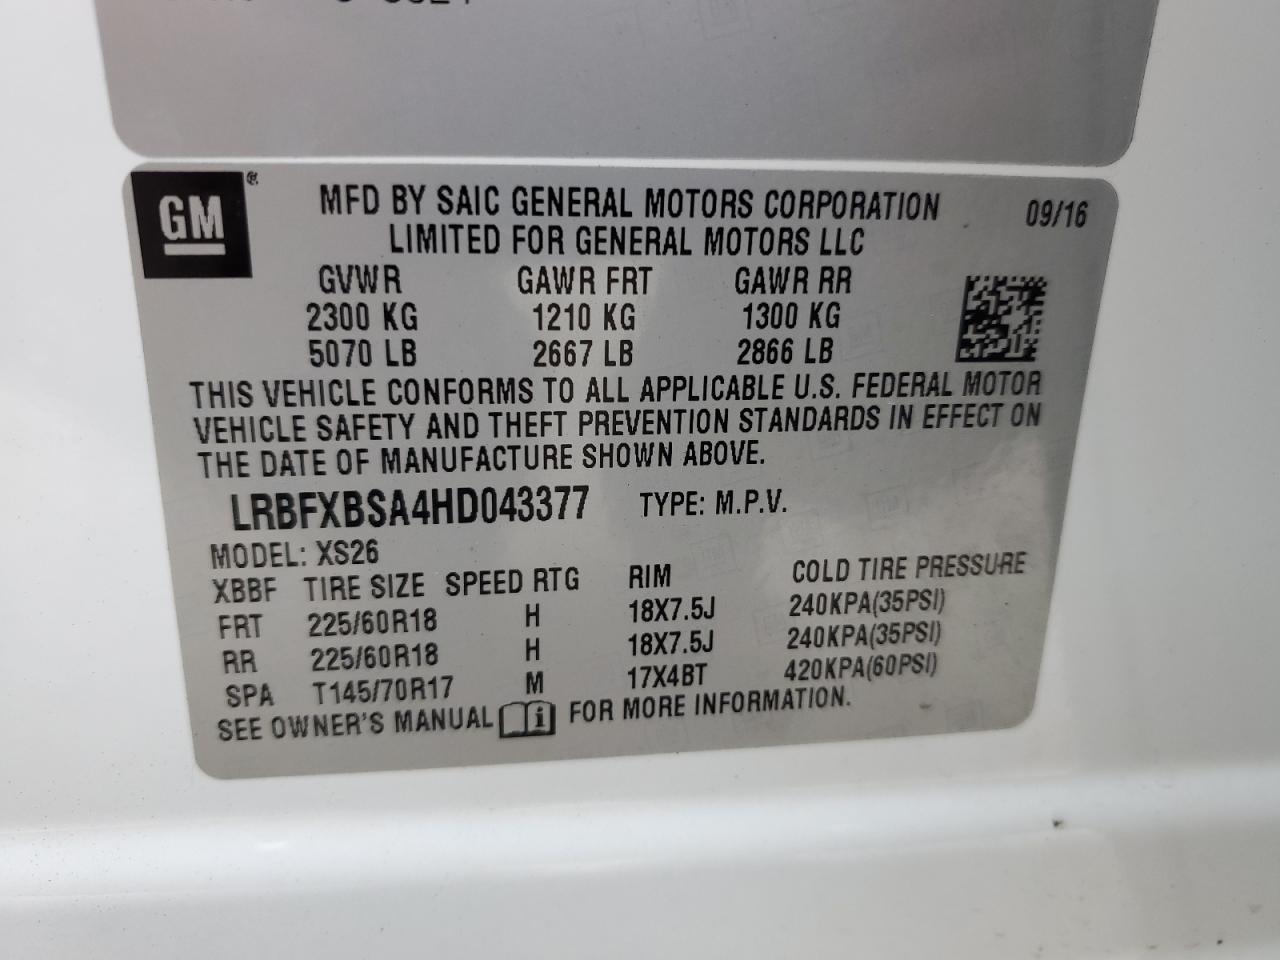 GM ®
MFD BY SAIC GENERAL MOTORS CORPORATION 09/16
LIMITED FOR GENERAL MOTORS LLC
GVWR GAWR FRT GAWR RR
2300 KG 1210 KG 1300 KG
5070 LB 2667 LB 2866 LB
THIS VEHICLE CONFORMS TO ALL APPLICABLE U.S. FEDERAL MOTOR
VEHICLE SAFETY AND THEFT PREVENTION STANDARDS IN EFFECT ON
THE DATE OF MANUFACTURE SHOWN ABOVE.
LRBFXBSA4HD043377 TYPE: M.P.V.
MODEL: XS26
XBBF TIRE SIZE SPEED RTG RIM COLD TIRE PRESSURE
FRT 225/60R18 H 18X7.5J 240KPA(35PSI)
RR 225/60R18 H 18X7.5J 240KPA(35PSI)
SPA T145/70R17 M 17X4BT 420KPA(60PSI)
SEE OWNER'S MANUAL i FOR MORE INFORMATION.